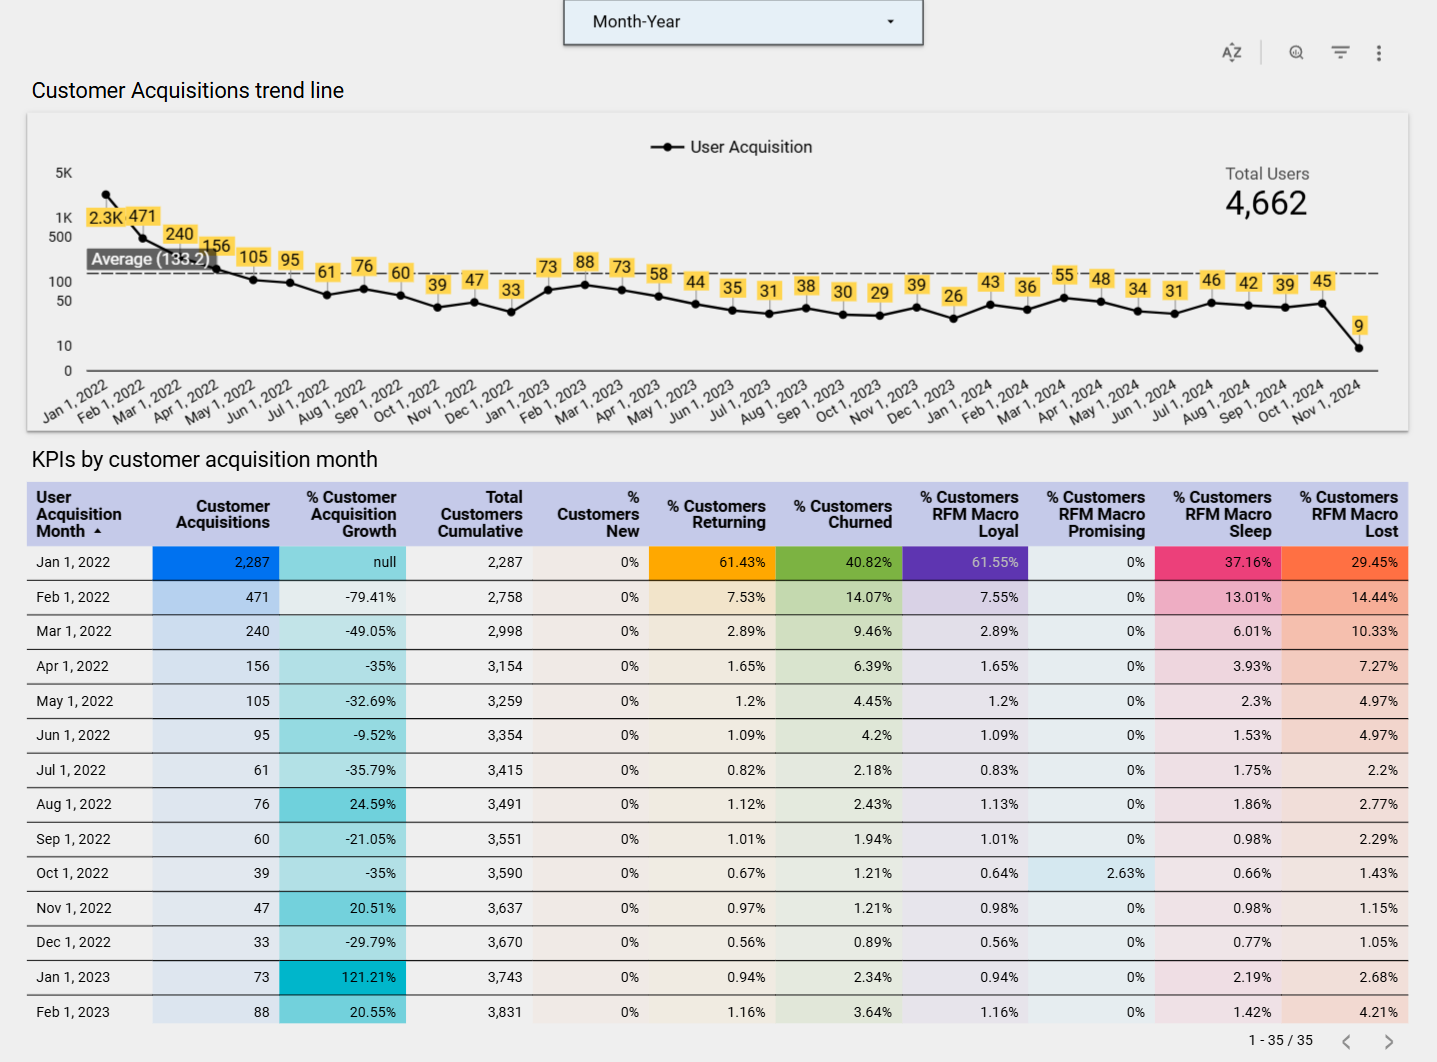 Month-Year
Customer Acquisitions trend line
User Acquisition
Total Users
4,662
5K
1K
500
100
50
10
0
Average (133.2)
2.3K 471 240 156 105 95 61 76 60 39 47 33 73 88 73 58 44 35 31 38 30 29 39 26 43 36 55 48 34 31 46 42 39 45 9
Jan 1, 2022 Feb 1, 2022 Mar 1, 2022 Apr 1, 2022 May 1, 2022 Jun 1, 2022 Jul 1, 2022 Aug 1, 2022 Sep 1, 2022 Oct 1, 2022 Nov 1, 2022 Dec 1, 2022 Jan 1, 2023 Feb 1, 2023 Mar 1, 2023 Apr 1, 2023 May 1, 2023 Jun 1, 2023 Jul 1, 2023 Aug 1, 2023 Sep 1, 2023 Oct 1, 2023 Nov 1, 2023 Dec 1, 2023 Jan 1, 2024 Feb 1, 2024 Mar 1, 2024 Apr 1, 2024 May 1, 2024 Jun 1, 2024 Jul 1, 2024 Aug 1, 2024 Sep 1, 2024 Oct 1, 2024 Nov 1, 2024
KPIs by customer acquisition month
User Acquisition Month Customer Acquisitions % Customer Acquisition Growth Total Customers Cumulative % Customers New % Customers Returning % Customers Churned % Customers RFM Macro Loyal % Customers RFM Macro Promising % Customers RFM Macro Sleep % Customers RFM Macro Lost
Jan 1, 2022 2,287 null 2,287 0% 61.43% 40.82% 61.55% 0% 37.16% 29.45%
Feb 1, 2022 471 -79.41% 2,758 0% 7.53% 14.07% 7.55% 0% 13.01% 14.44%
Mar 1, 2022 240 -49.05% 2,998 0% 2.89% 9.46% 2.89% 0% 6.01% 10.33%
Apr 1, 2022 156 -35% 3,154 0% 1.65% 6.39% 1.65% 0% 3.93% 7.27%
May 1, 2022 105 -32.69% 3,259 0% 1.2% 4.45% 1.2% 0% 2.3% 4.97%
Jun 1, 2022 95 -9.52% 3,354 0% 1.09% 4.2% 1.09% 0% 1.53% 4.97%
Jul 1, 2022 61 -35.79% 3,415 0% 0.82% 2.18% 0.83% 0% 1.75% 2.2%
Aug 1, 2022 76 24.59% 3,491 0% 1.12% 2.43% 1.13% 0% 1.86% 2.77%
Sep 1, 2022 60 -21.05% 3,551 0% 1.01% 1.94% 1.01% 0% 0.98% 2.29%
Oct 1, 2022 39 -35% 3,590 0% 0.67% 1.21% 0.64% 2.63% 0.66% 1.43%
Nov 1, 2022 47 20.51% 3,637 0% 0.97% 1.21% 0.98% 0% 0.98% 1.15%
Dec 1, 2022 33 -29.79% 3,670 0% 0.56% 0.89% 0.56% 0% 0.77% 1.05%
Jan 1, 2023 73 121.21% 3,743 0% 0.94% 2.34% 0.94% 0% 2.19% 2.68%
Feb 1, 2023 88 20.55% 3,831 0% 1.16% 3.64% 1.16% 0% 1.42% 4.21%
1 - 35 / 35